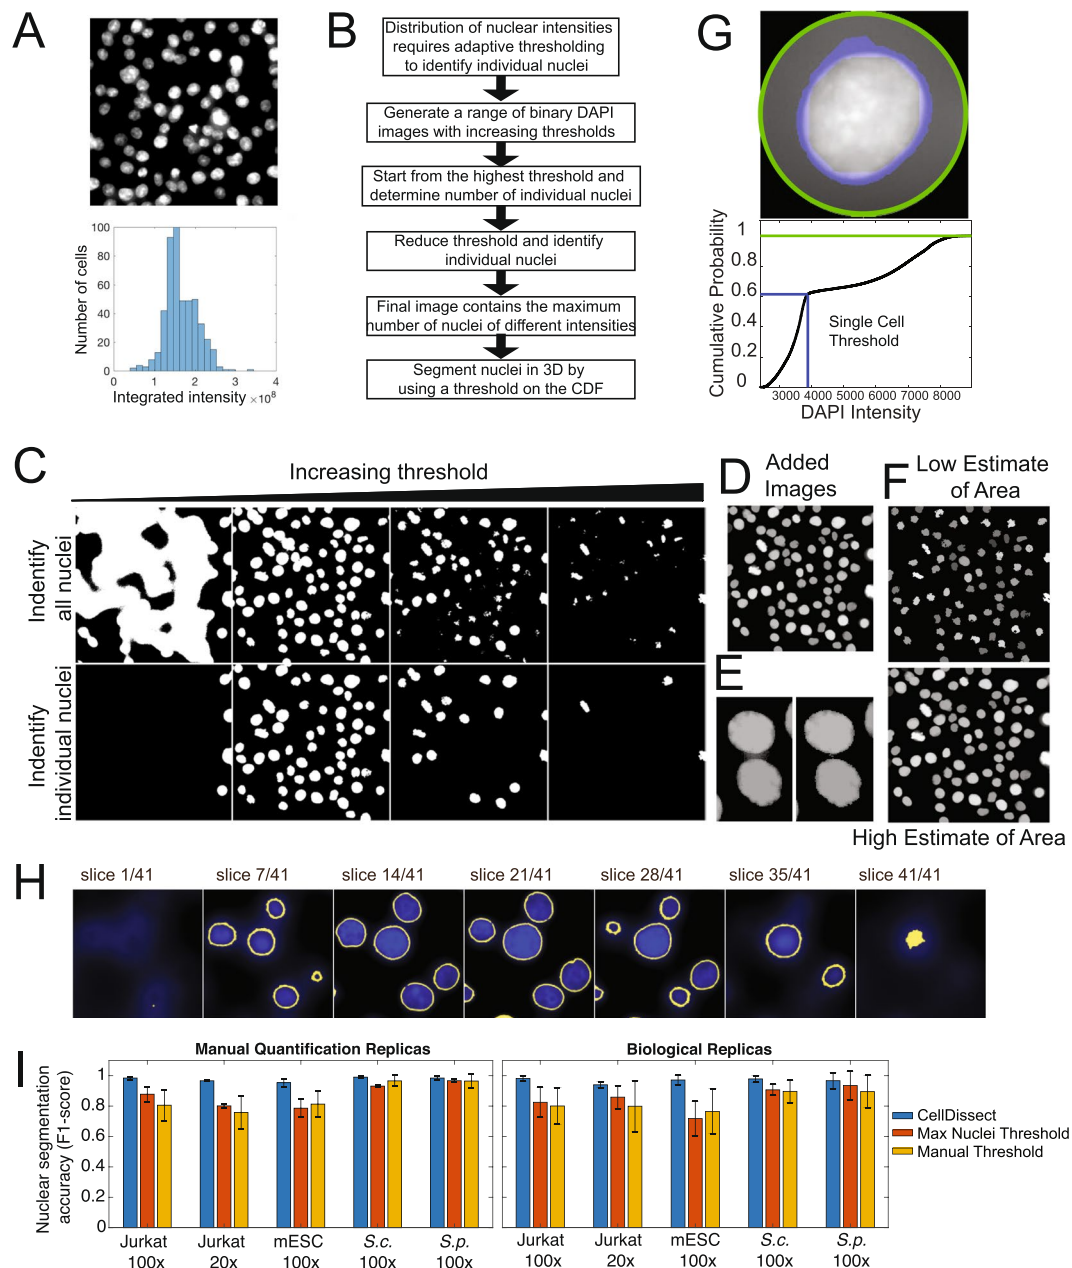 A
Number of cells
100
80
60
40
20
0
0
1
2
3
4
Integrated intensity ×10⁸
B
Distribution of nuclear intensities
requires adaptive thresholding
to identify individual nuclei
Generate a range of binary DAPI
images with increasing thresholds
Start from the highest threshold and
determine number of individual nuclei
Reduce threshold and identify
individual nuclei
Final image contains the maximum
number of nuclei of different intensities
Segment nuclei in 3D by
using a threshold on the CDF
G
Cumulative Probability
1
0.8
0.6
0.4
0.2
0
Single Cell
Threshold
3000 4000 5000 6000 7000 8000
DAPI Intensity
C
Increasing threshold
Indentify
all nuclei
Indentify
individual nuclei
D
Added
Images
E
F
Low Estimate
of Area
High Estimate of Area
H
slice 1/41
slice 7/41
slice 14/41
slice 21/41
slice 28/41
slice 35/41
slice 41/41
I
Manual Quantification Replicas
Biological Replicas
Nuclear segmentation
accuracy (F1-score)
1
0.8
0.6
0.4
0.2
0
Jurkat
100x
Jurkat
20x
mESC
100x
S.c.
100x
S.p.
100x
Jurkat
100x
Jurkat
20x
mESC
100x
S.c.
100x
S.p.
100x
CellDissect
Max Nuclei Threshold
Manual Threshold